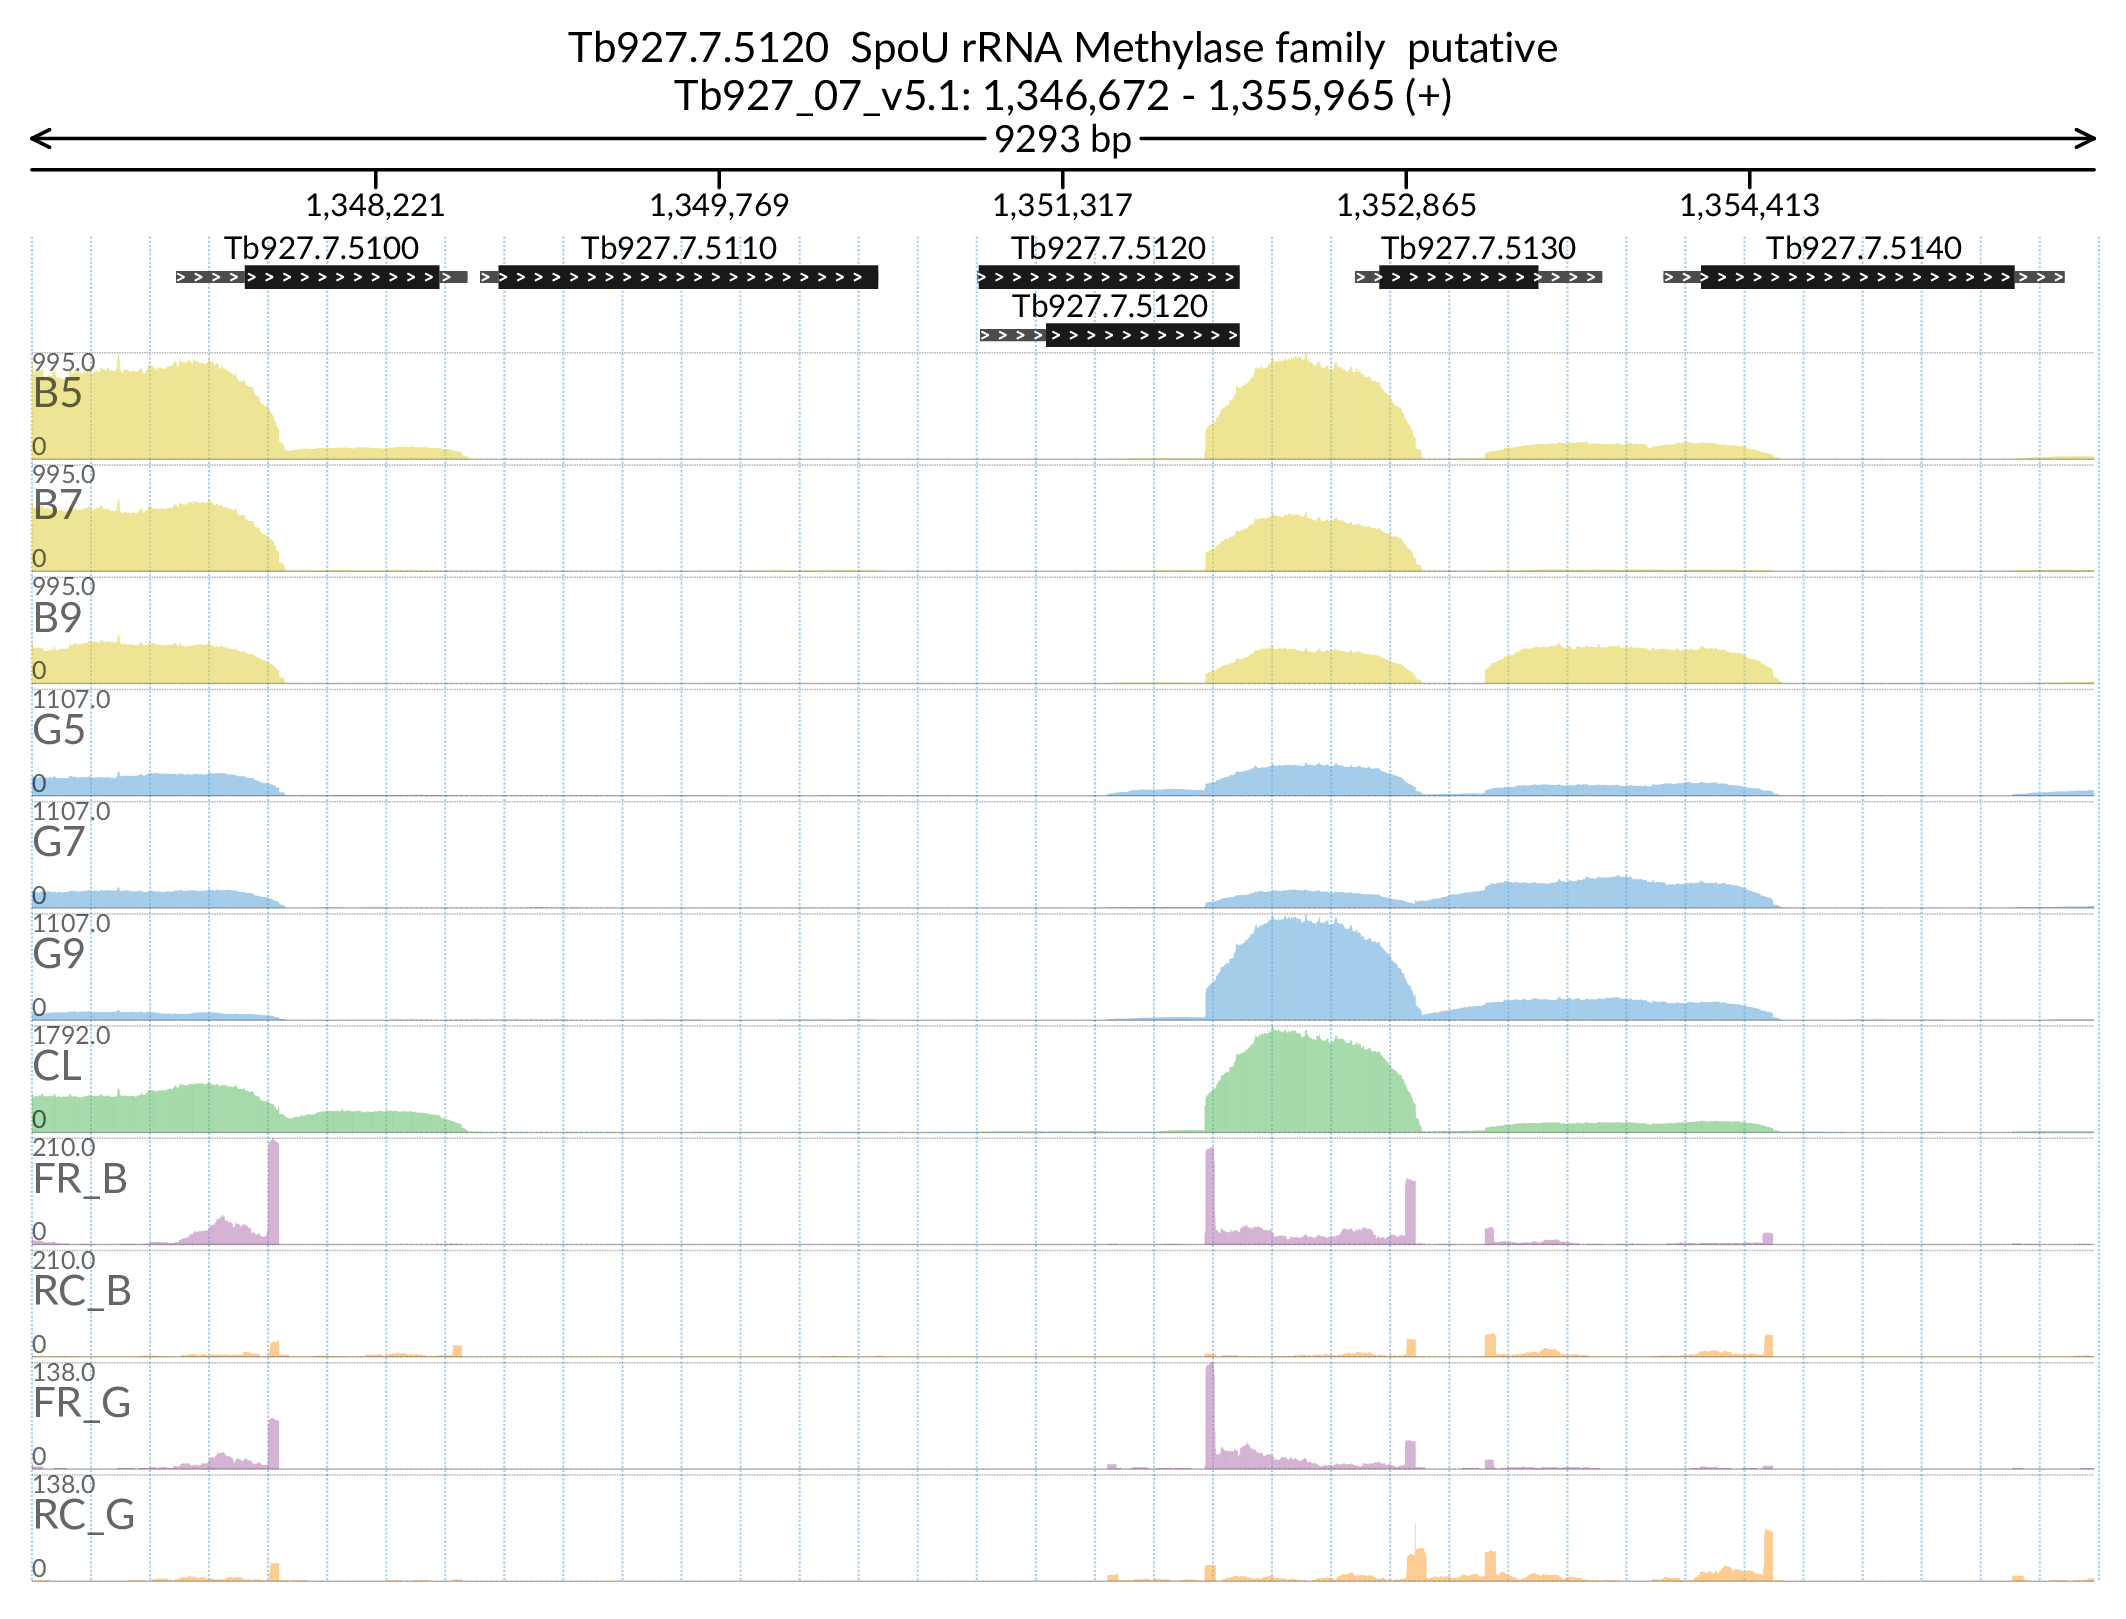 Tb927.7.5120  SpoU rRNA Methylase family  putative
Tb927_07_v5.1: 1,346,672 - 1,355,965 (+)
9293 bp
1,348,221 1,349,769 1,351,317 1,352,865 1,354,413
Tb927.7.5100 Tb927.7.5110 Tb927.7.5120 Tb927.7.5130 Tb927.7.5140
Tb927.7.5120
995.0
B5
0
995.0
B7
0
995.0
B9
0
1107.0
G5
0
1107.0
G7
0
1107.0
G9
0
1792.0
CL
0
210.0
FR_B
0
210.0
RC_B
0
138.0
FR_G
0
138.0
RC_G
0